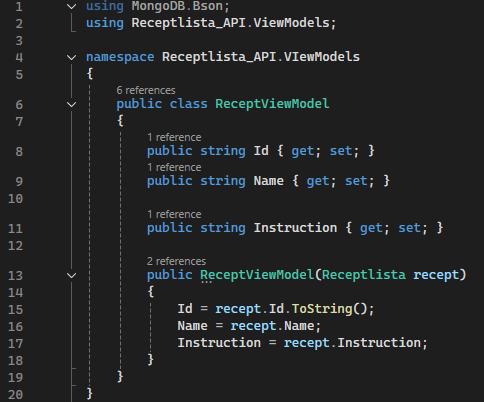 1 using MongoDB.Bson;
2 using Receptlista_API.ViewModels;
3
4 namespace Receptlista_API.VIewModels
5 {
6 references
6 public class ReceptViewModel
7 {
1 reference
8 public string Id { get; set; }
1 reference
9 public string Name { get; set; }
10
1 reference
11 public string Instruction { get; set; }
12
2 references
13 public ReceptViewModel(Receptlista recept)
14 {
15 Id = recept.Id.ToString();
16 Name = recept.Name;
17 Instruction = recept.Instruction;
18 }
19 }
20 }